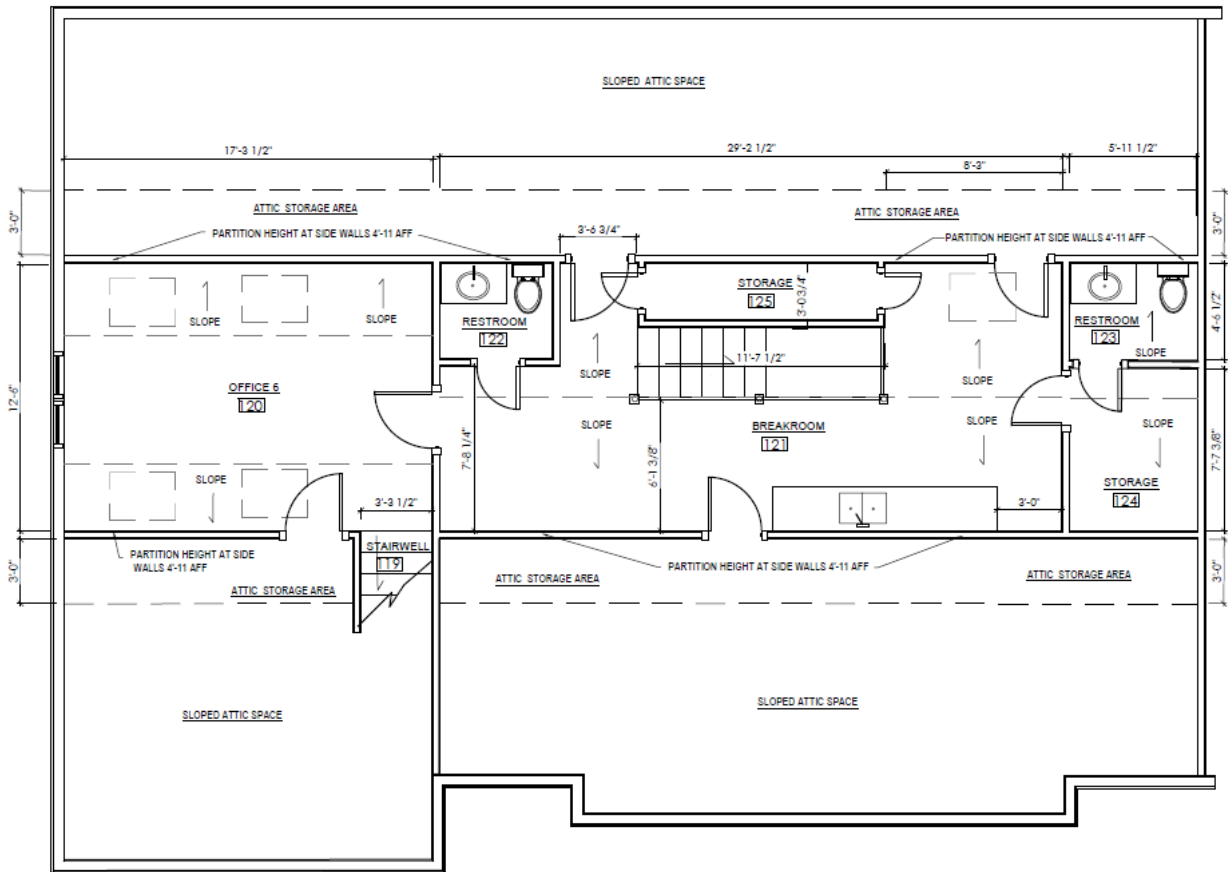 SLOPED ATTIC SPACE
17'-3 1/2"
29'-2 1/2"
5'-11 1/2"
8'-3"
3'-0"
ATTIC STORAGE AREA
ATTIC STORAGE AREA
3'-0"
PARTITION HEIGHT AT SIDE WALLS 4'-11 AFF
3'-6 3/4"
PARTITION HEIGHT AT SIDE WALLS 4'-11 AFF
STORAGE
125
3'-0 3/4"
SLOPE
SLOPE
RESTROOM
122
RESTROOM
123
4'-6 1/2"
SLOPE
11'-7 1/2"
SLOPE
SLOPE
12'-6"
OFFICE 6
120
BREAKROOM
121
SLOPE
SLOPE
7'-8 1/4"
6'-1 3/8"
SLOPE
7'-7 3/8"
SLOPE
STORAGE
124
3'-3 1/2"
3'-0"
STAIRWELL
119
3'-0"
PARTITION HEIGHT AT SIDE
WALLS 4'-11 AFF
PARTITION HEIGHT AT SIDE WALLS 4'-11 AFF
ATTIC STORAGE AREA
ATTIC STORAGE AREA
ATTIC STORAGE AREA
3'-0"
SLOPED ATTIC SPACE
SLOPED ATTIC SPACE